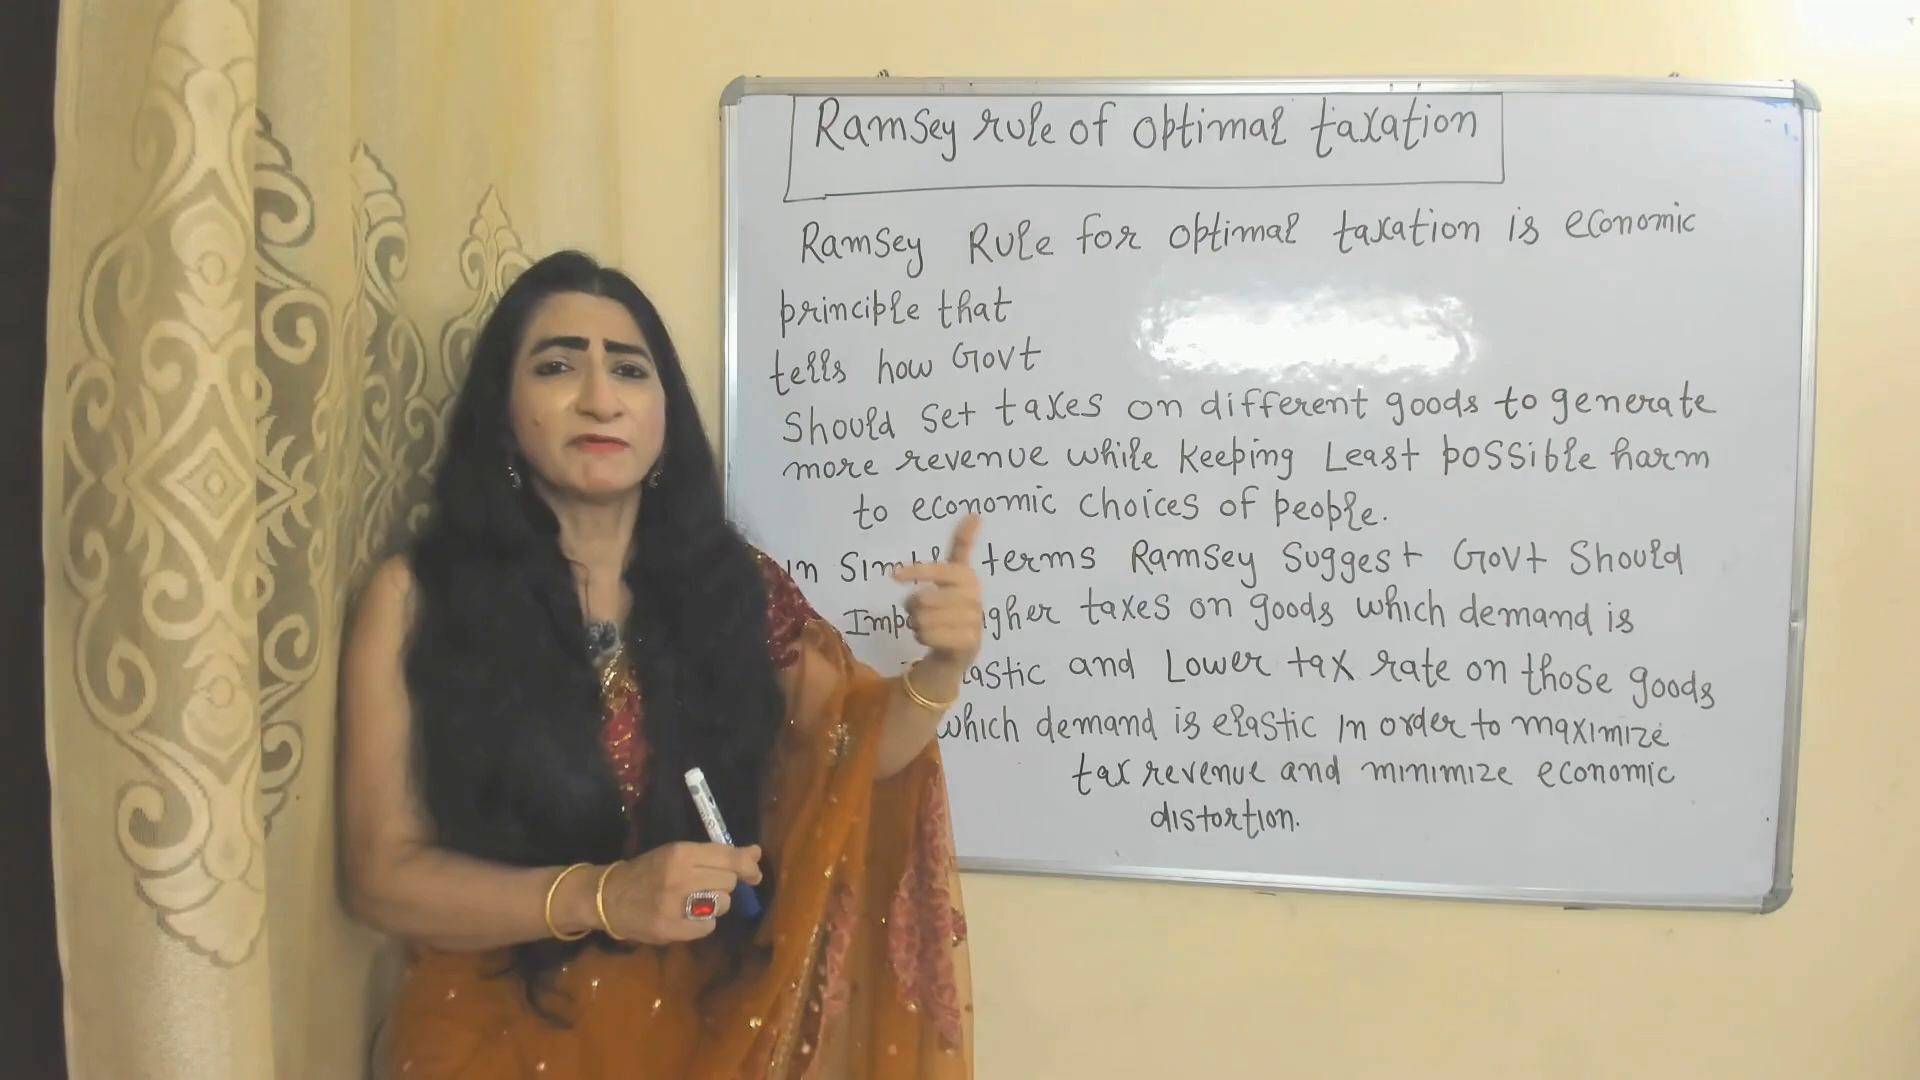 Ramsey rule of optimal taxation
Ramsey Rule for optimal taxation is economic
principle that
tells how Govt
Should Set taxes on different goods to generate
more revenue while keeping Least possible harm
to economic choices of people.
in terms Ramsey Suggest Govt Should
taxes on goods which demand is
and Lower tax rate on those goods
which demand is elastic in order to maximize
tax revenue and minimize economic
distortion.